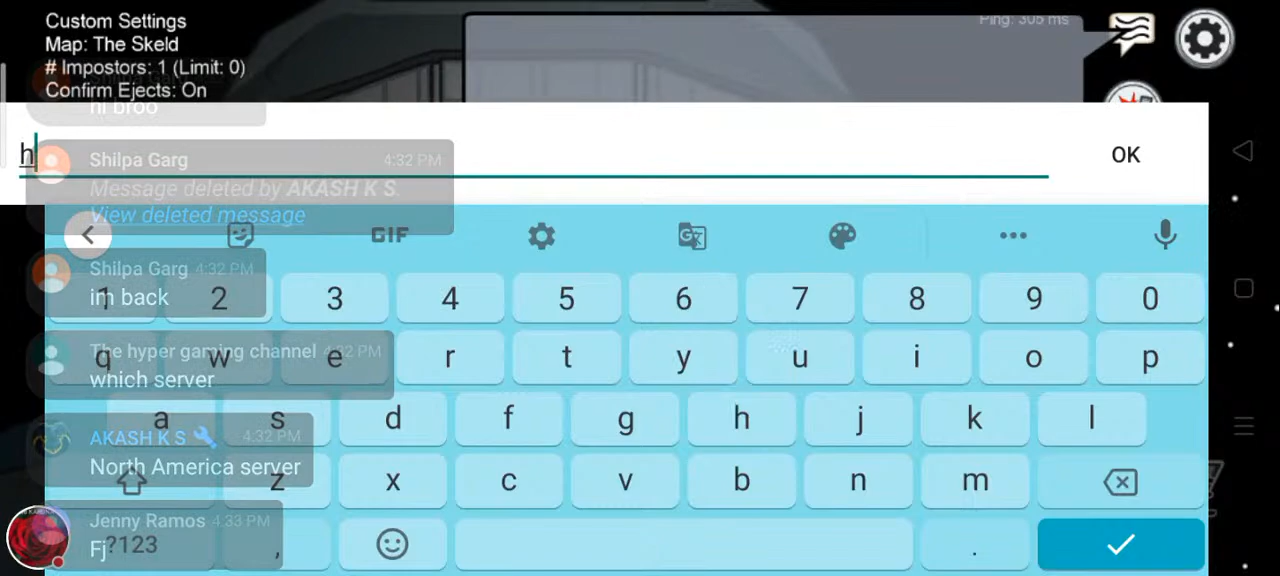 Custom Settings
Map: The Skeld
# Impostors: 1 (Limit: 0)
Confirm Ejects: On
Ping: 305 ms
hi broo
h
OK
Shilpa Garg 4:32 PM
Message deleted by AKASH K S.
View deleted message
GIF
Shilpa Garg 4:32 PM
im back
1 2 3 4 5 6 7 8 9 0
The hyper gaming channel 4:32 PM
which server
q w e r t y u i o p
a s d f g h j k l
AKASH K S 4:32 PM
North America server
z x c v b n m
Jenny Ramos 4:33 PM
Fj
?123 , .